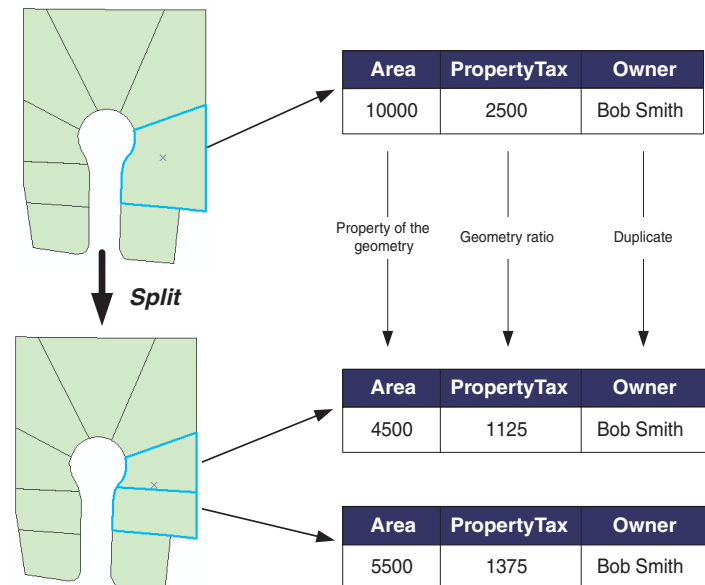 Area PropertyTax Owner
10000 2500 Bob Smith
Property of the
geometry
Geometry ratio
Duplicate
Split
Area PropertyTax Owner
4500 1125 Bob Smith
Area PropertyTax Owner
5500 1375 Bob Smith